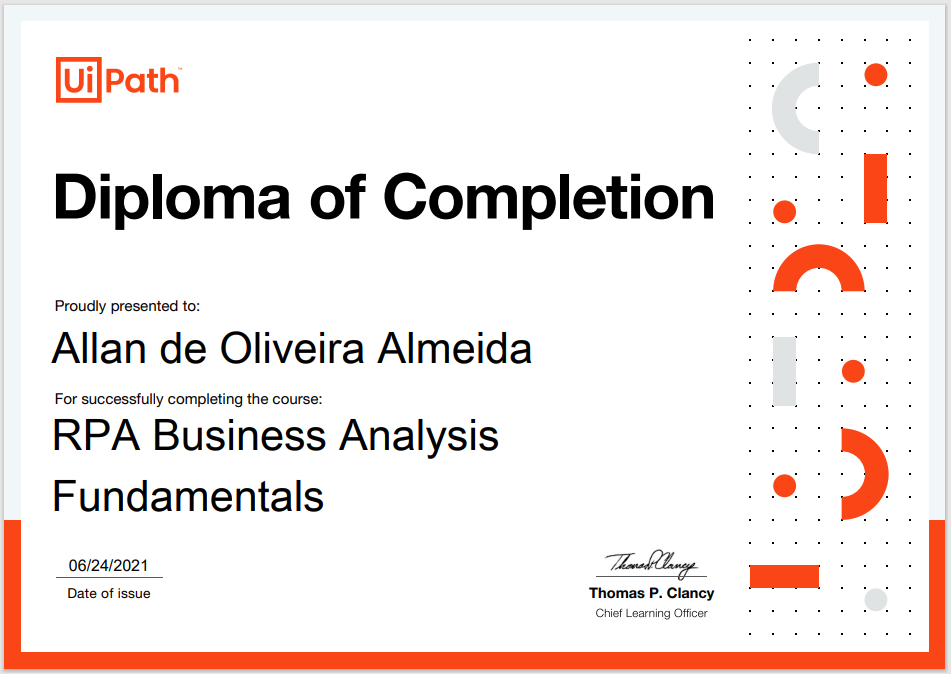 UiPath™
Diploma of Completion
Proudly presented to:
Allan de Oliveira Almeida
For successfully completing the course:
RPA Business Analysis
Fundamentals
06/24/2021
Date of issue
Thomas P. Clancy
Thomas P. Clancy
Chief Learning Officer